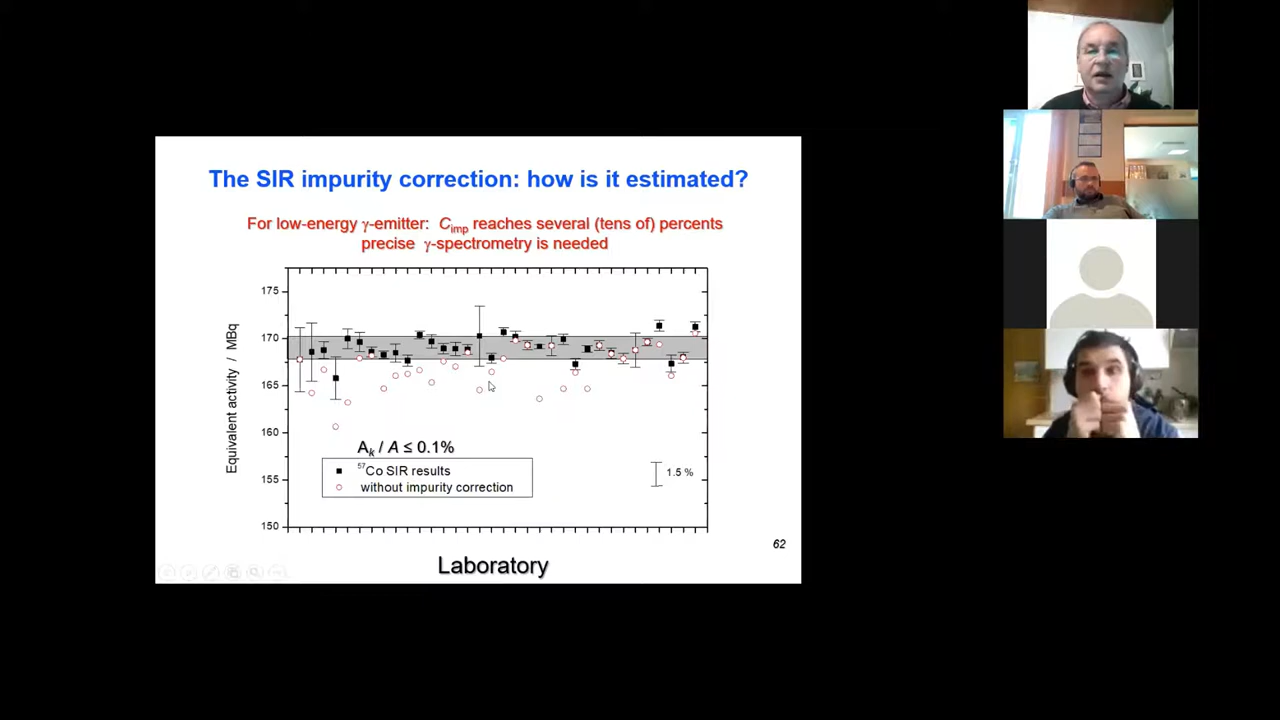 The SIR impurity correction: how is it estimated?
For low-energy γ-emitter: Cimp reaches several (tens of) percents
precise γ-spectrometry is needed
175
170
165
160
155
150
Equivalent activity / MBq
Ak / A ≤ 0.1%
57Co SIR results
without impurity correction
1.5 %
62
Laboratory